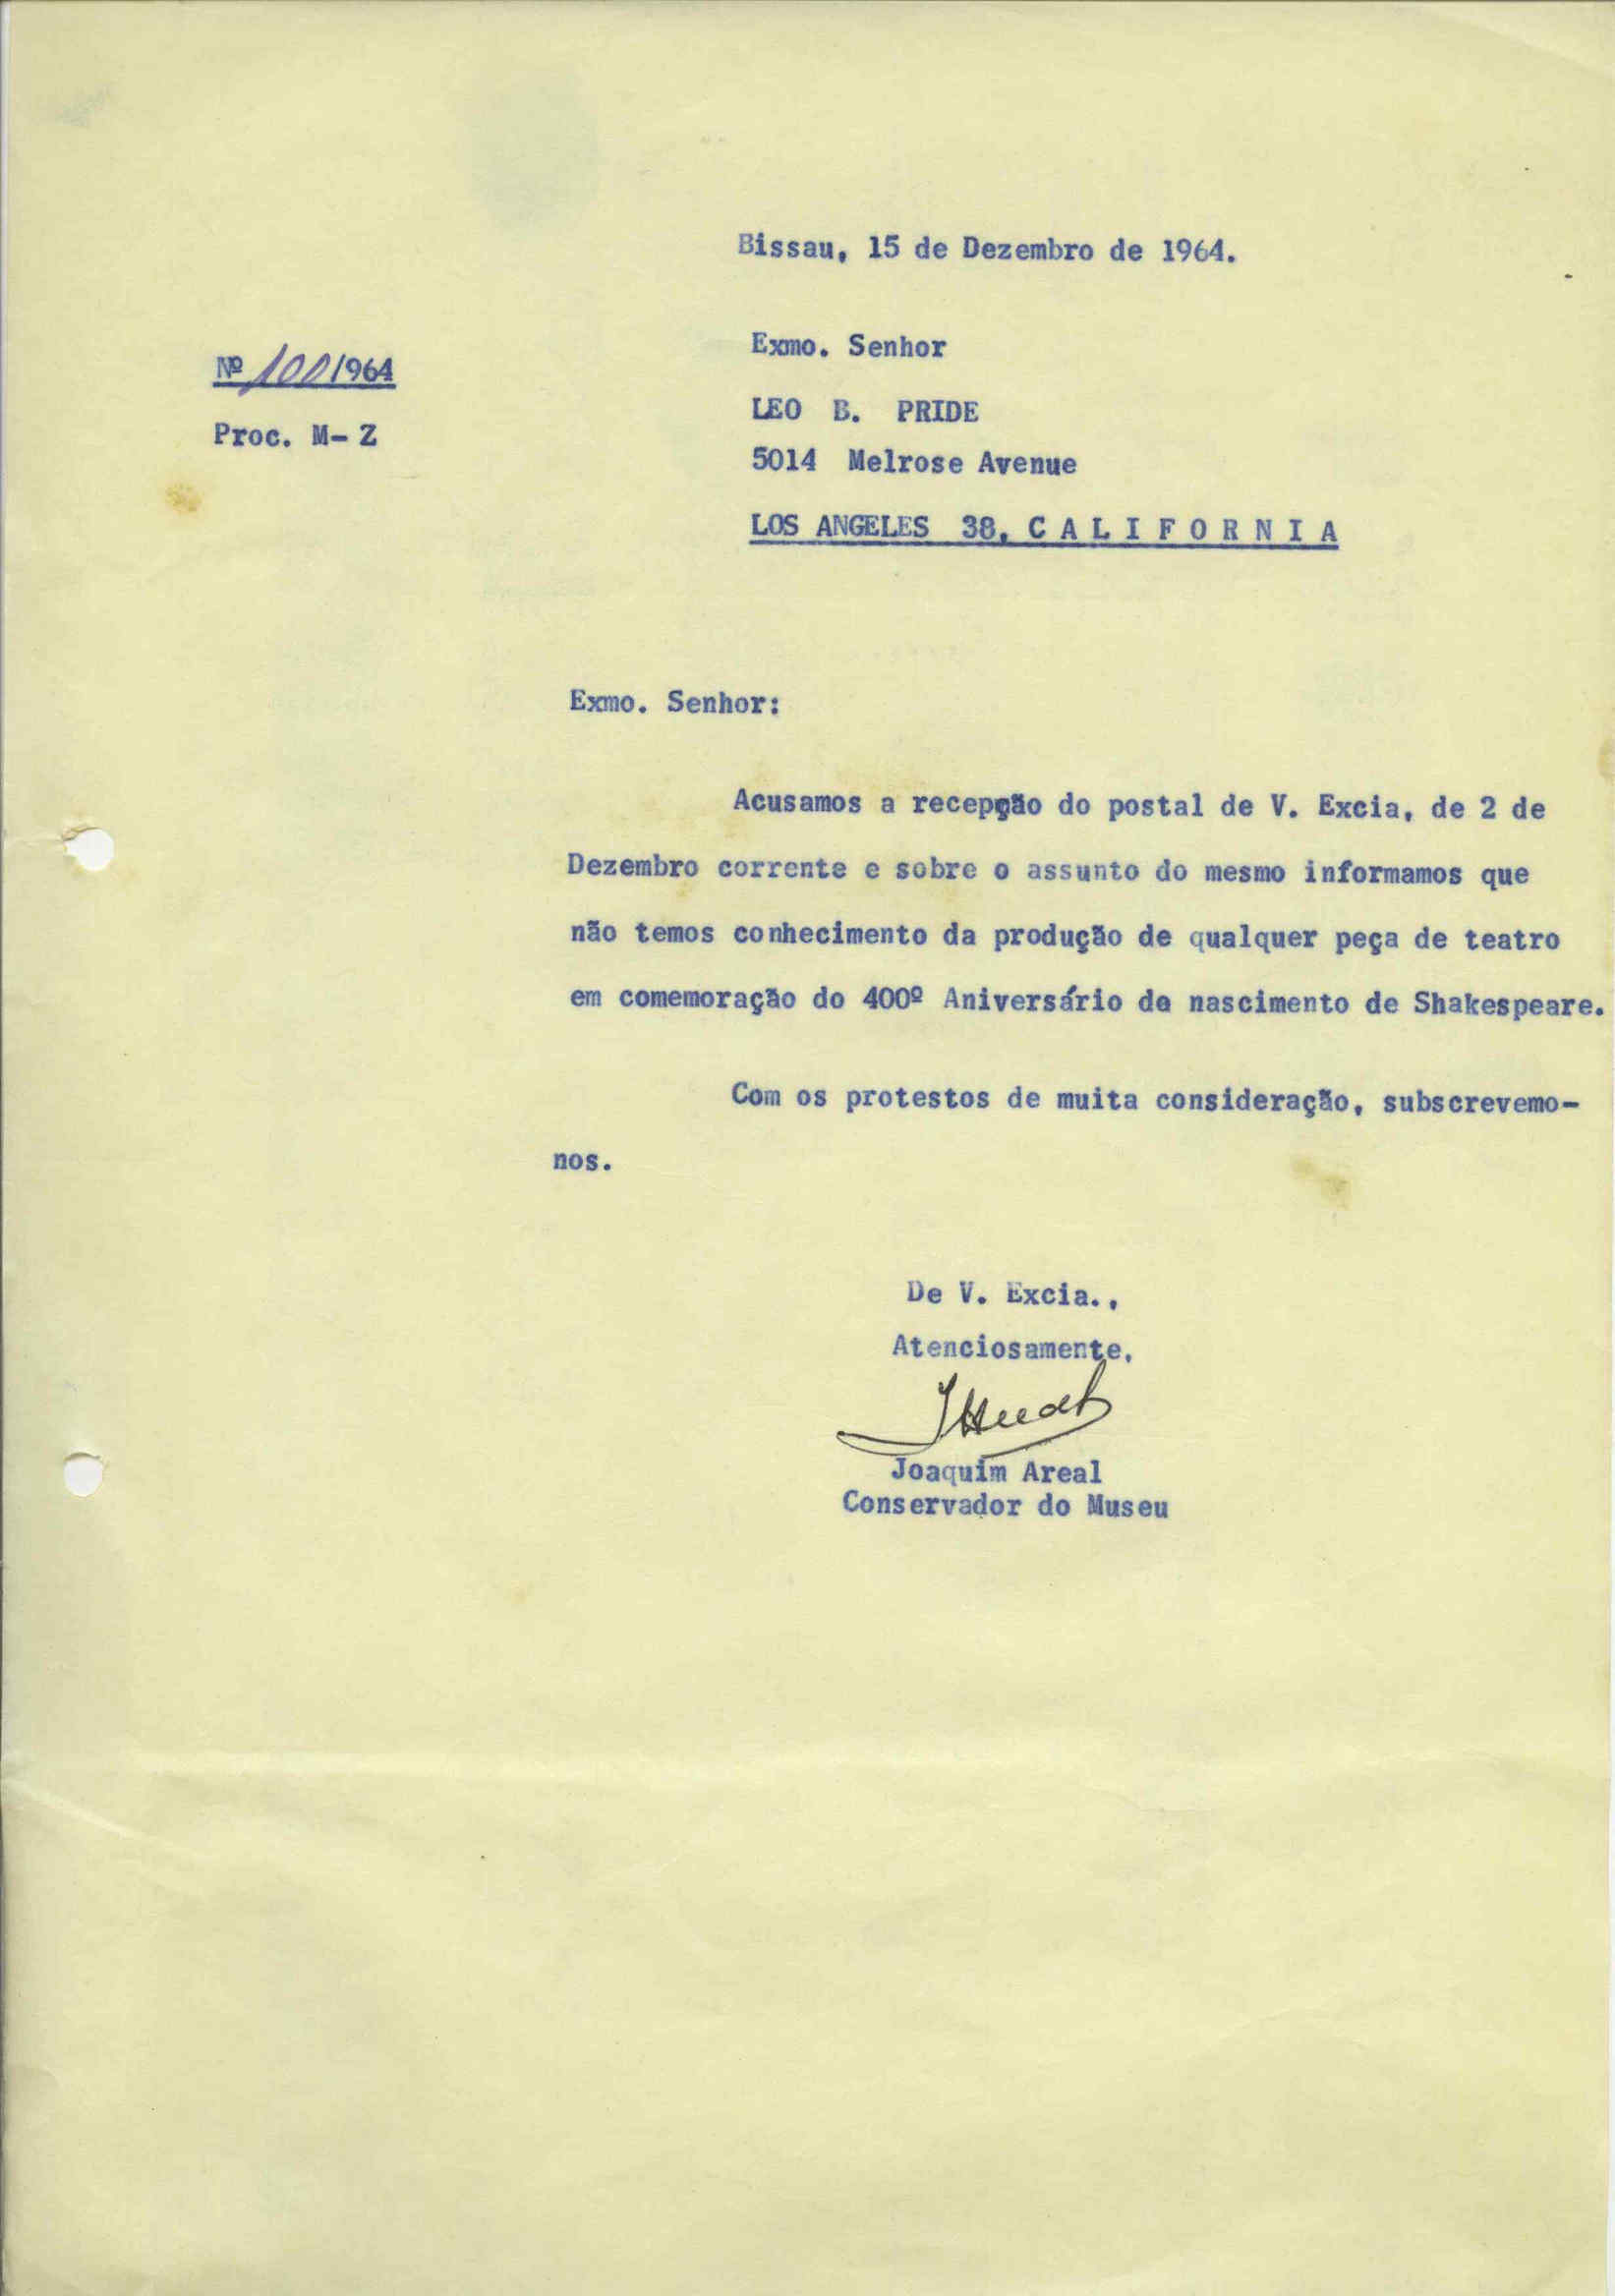 Bissau, 15 de Dezembro de 1964.
Exmo. Senhor
Nº 100/964
LEO B. PRIDE
Proc. M- Z
5014 Melrose Avenue
LOS ANGELES 38, C A L I F O R N I A
Exmo. Senhor:
Acusamos a recepção do postal de V. Excia, de 2 de
Dezembro corrente e sobre o assunto do mesmo informamos que
não temos conhecimento da produção de qualquer peça de teatro
em comemoração do 400º Aniversário do nascimento de Shakespeare.
Com os protestos de muita consideração, subscrevemo-
nos.
De V. Excia.,
Atenciosamente,
Joaquim Areal
Conservador do Museu